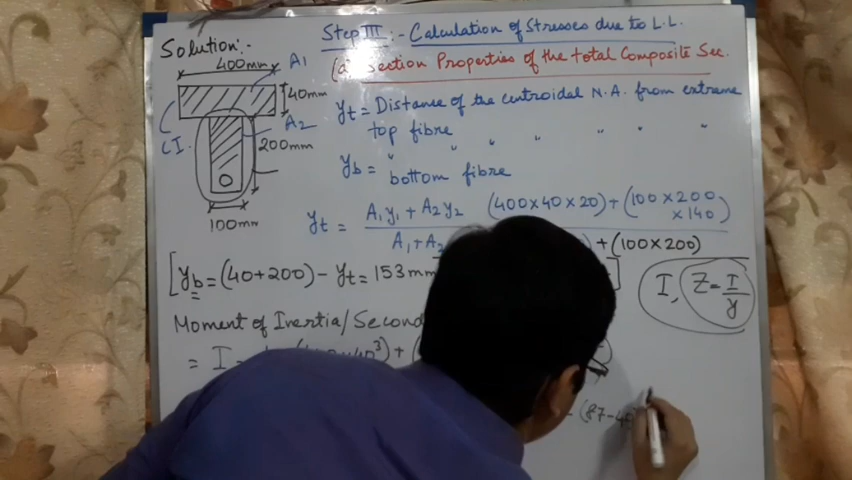 Step III :- Calculation of Stresses due to L.L.
(a) Section Properties of the total Composite Sec.
Solution:-
400mm
A1
40mm
A2
200mm
100mm
yt = Distance of the centroidal N.A. from extreme
top fibre
yb = " " " " " "
bottom fibre
yt = A1y1 + A2y2 / A1+A2 (400×40×20)+(100×200
×140)
+(100×200)
[yb=(40+200)-yt=153mm ]
I, Z=I/y
Moment of Inertia/Second
= I
40³)+(
(87-40